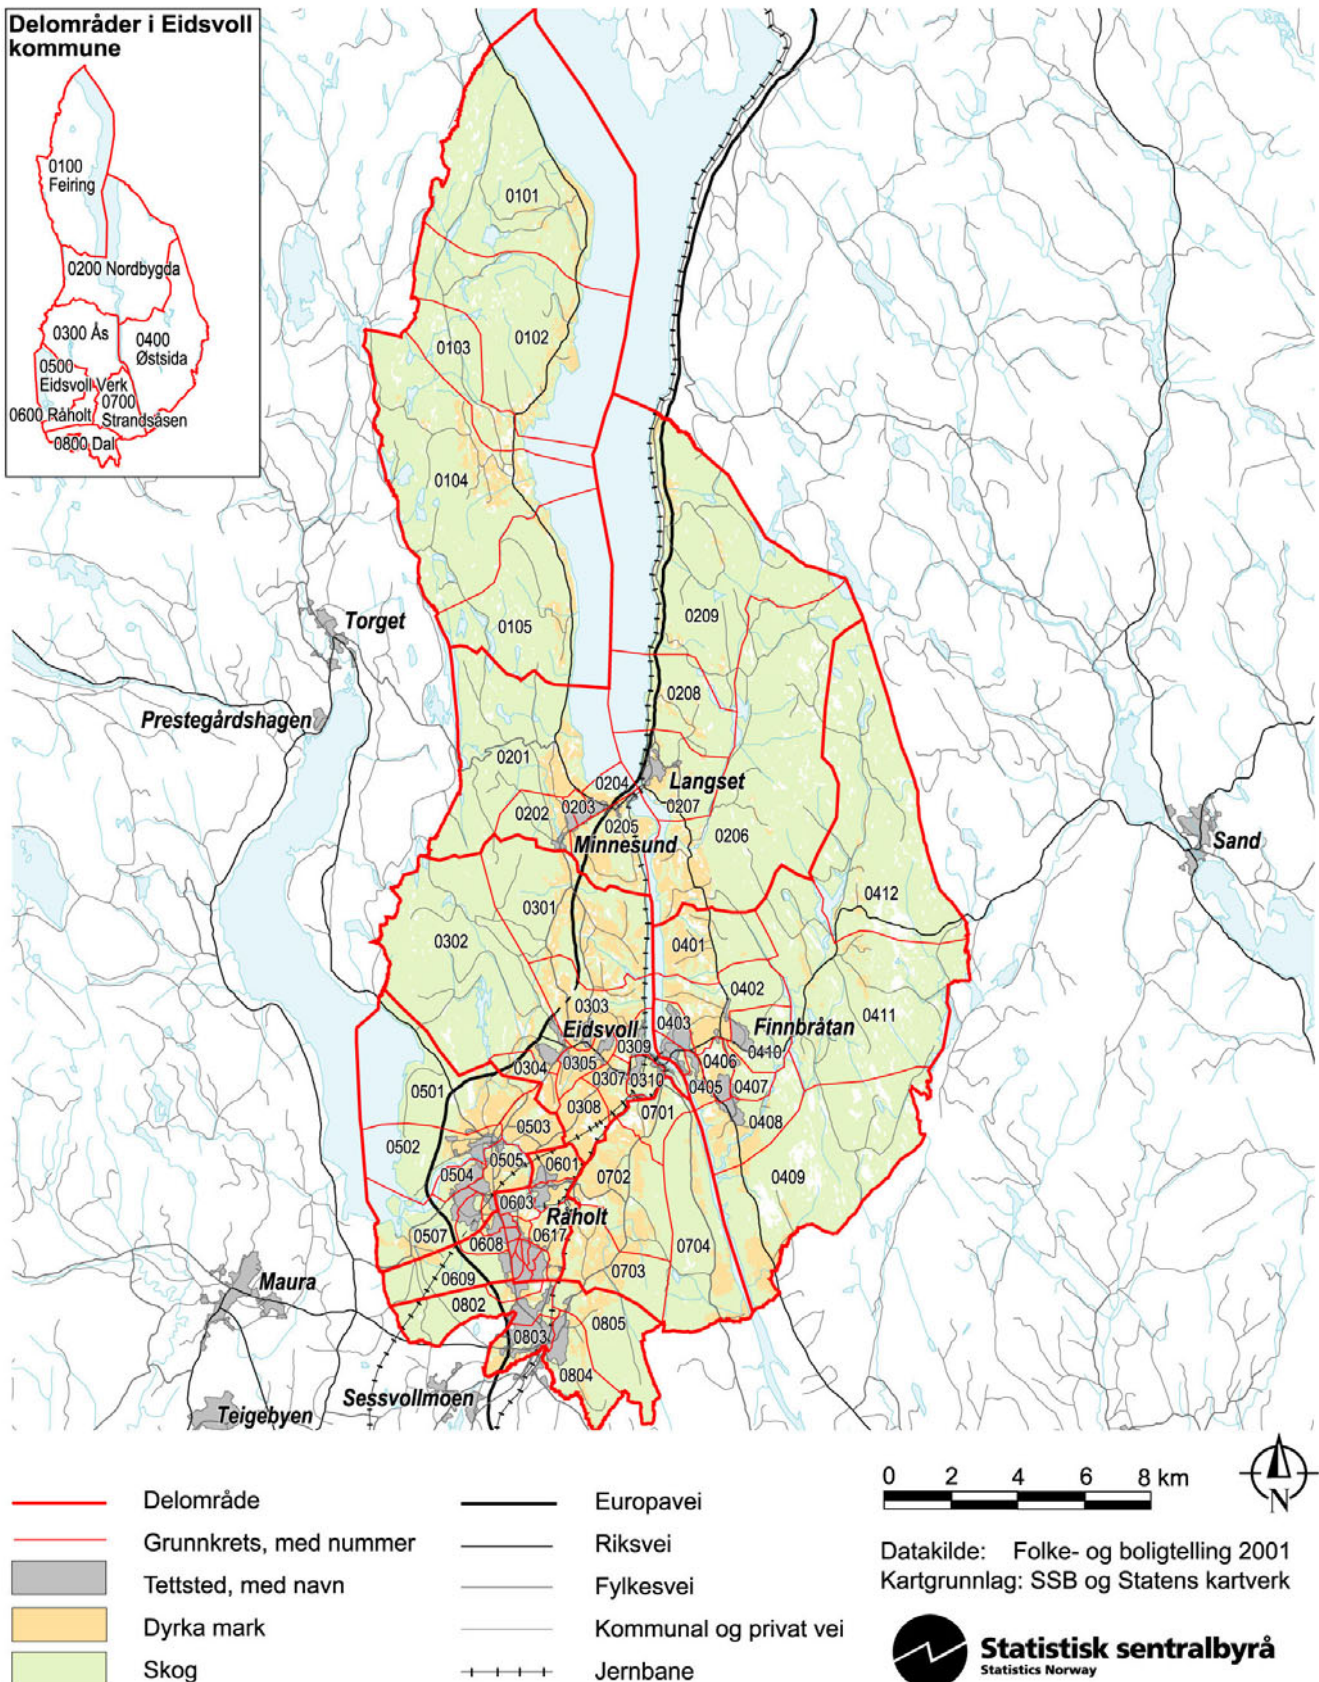 Delområder i Eidsvoll
kommune
0100
Feiring
0200 Nordbygda
0300 Ås
0400
Østsida
0500
Eidsvoll Verk
0700
0600 Råholt
Strandsåsen
0800 Dal
0101
0102
0103
0104
0105
0209
Torget
0208
Prestegårdshagen
0201
0204
Langset
0202
0203
0207
0205
0206
Minnesund
Sand
0412
0301
0302
0401
0402
0303
0411
Eidsvoll
0403
Finnbråtan
0309
0410
0304
0305
0406
0307
0310
0405
0407
0501
0308
0701
0408
0503
0502
0505
0601
0504
0702
0409
0603
Råholt
0507
0608
0617
0704
0703
Maura
0609
0802
0805
0803
0804
Sessvollmoen
Teigebyen
0 2 4 6 8 km
N
Delområde
Europavei
Grunnkrets, med nummer
Riksvei
Datakilde: Folke- og boligtelling 2001
Tettsted, med navn
Fylkesvei
Kartgrunnlag: SSB og Statens kartverk
Dyrka mark
Kommunal og privat vei
Skog
Jernbane
Statistisk sentralbyrå
Statistics Norway